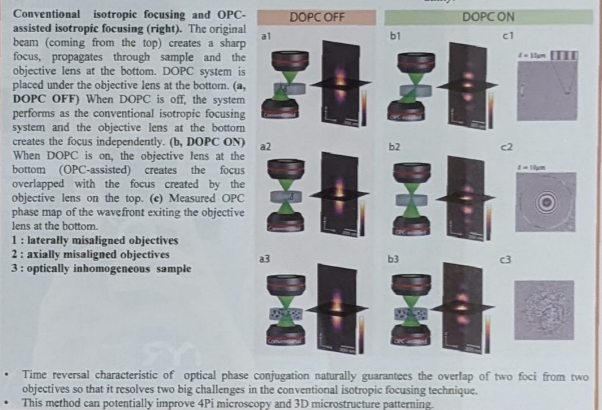 Conventional isotropic focusing and OPC-
assisted isotropic focusing (right). The original
beam (coming from the top) creates a sharp
focus, propagates through sample and the
objective lens at the bottom. DOPC system is
placed under the objective lens at the bottom. (a,
DOPC OFF) When DOPC is off, the system
performs as the conventional isotropic focusing
system and the objective lens at the bottom
creates the focus independently. (b, DOPC ON)
When DOPC is on, the objective lens at the
bottom (OPC-assisted) creates the focus
overlapped with the focus created by the
objective lens on the top. (c) Measured OPC
phase map of the wavefront exiting the objective
lens at the bottom.
1 : laterally misaligned objectives
2 : axially misaligned objectives
3 : optically inhomogeneous sample
DOPC OFF
DOPC ON
a1
b1
c1
Conventional
OPC-assisted
a2
b2
c2
Conventional
OPC-assisted
a3
b3
c3
Conventional
OPC-assisted
• Time reversal characteristic of optical phase conjugation naturally guarantees the overlap of two foci from two
objectives so that it resolves two big challenges in the conventional isotropic focusing technique.
• This method can potentially improve 4Pi microscopy and 3D microstructure patterning.